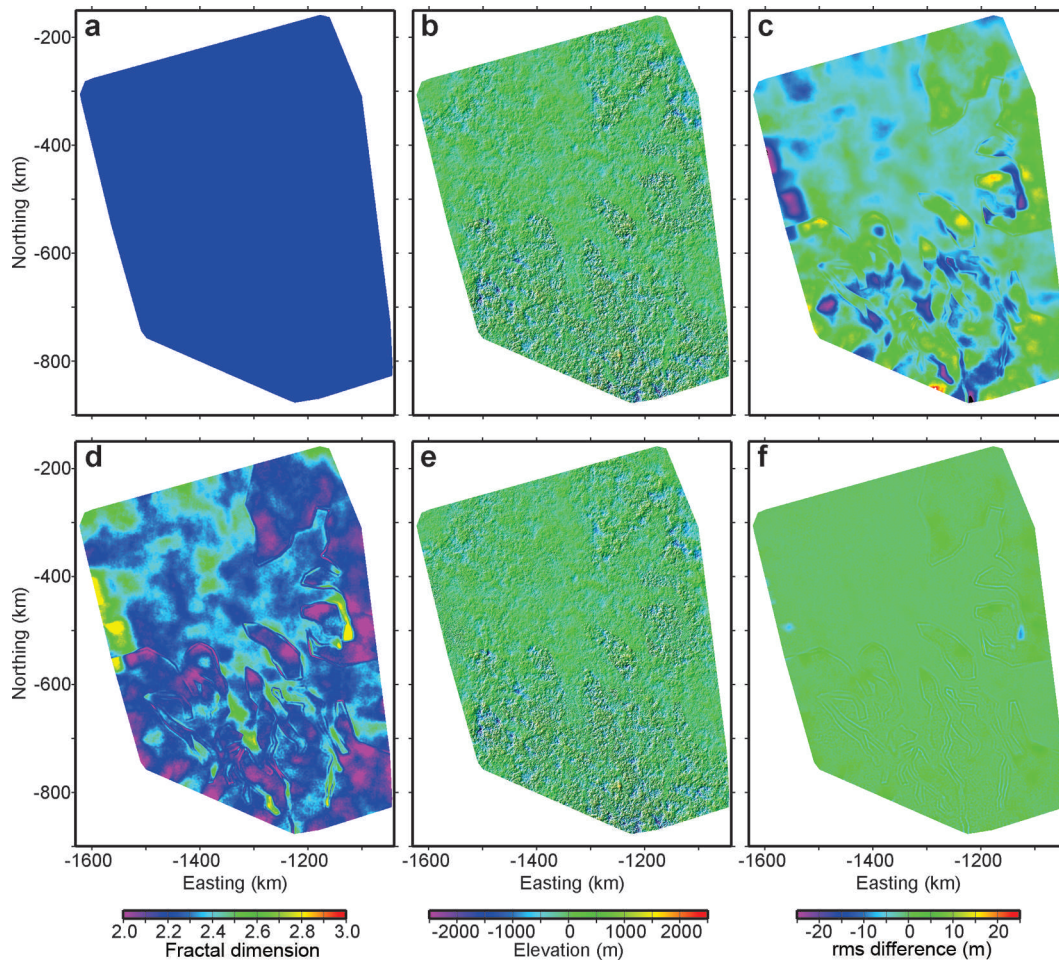 a b c
-200
-400
-600
-800
Northing (km)
d e f
-200
-400
-600
-800
Northing (km)
-1600 -1400 -1200 -1600 -1400 -1200 -1600 -1400 -1200
Easting (km) Easting (km) Easting (km)
2.0 2.2 2.4 2.6 2.8 3.0 -2000 -1000 0 1000 2000 -20 -10 0 10 20
Fractal dimension Elevation (m) rms difference (m)